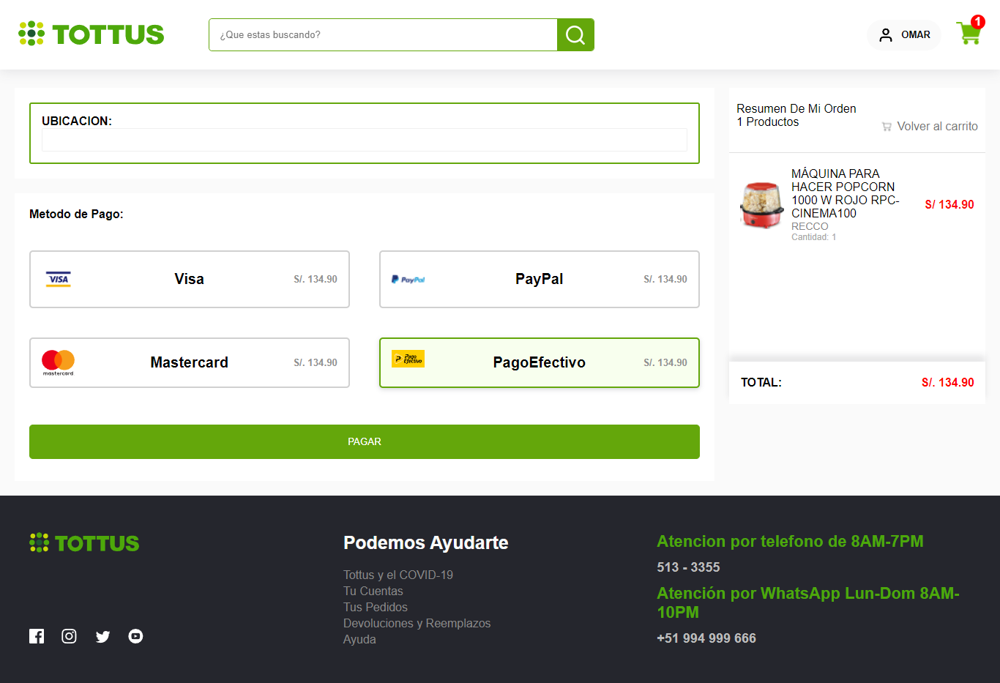 TOTTUS
¿Que estas buscando?
OMAR
1
UBICACION:
Metodo de Pago:
VISA
Visa
S/. 134.90
PayPal
PayPal
S/. 134.90
mastercard
Mastercard
S/. 134.90
Pago
Efectivo
PagoEfectivo
S/. 134.90
PAGAR
Resumen De Mi Orden
1 Productos
Volver al carrito
MÁQUINA PARA
HACER POPCORN
1000 W ROJO RPC-
CINEMA100
RECCO
Cantidad: 1
S/ 134.90
TOTAL:
S/. 134.90
TOTTUS
Podemos Ayudarte
Tottus y el COVID-19
Tu Cuentas
Tus Pedidos
Devoluciones y Reemplazos
Ayuda
Atencion por telefono de 8AM-7PM
513 - 3355
Atención por WhatsApp Lun-Dom 8AM-
10PM
+51 994 999 666